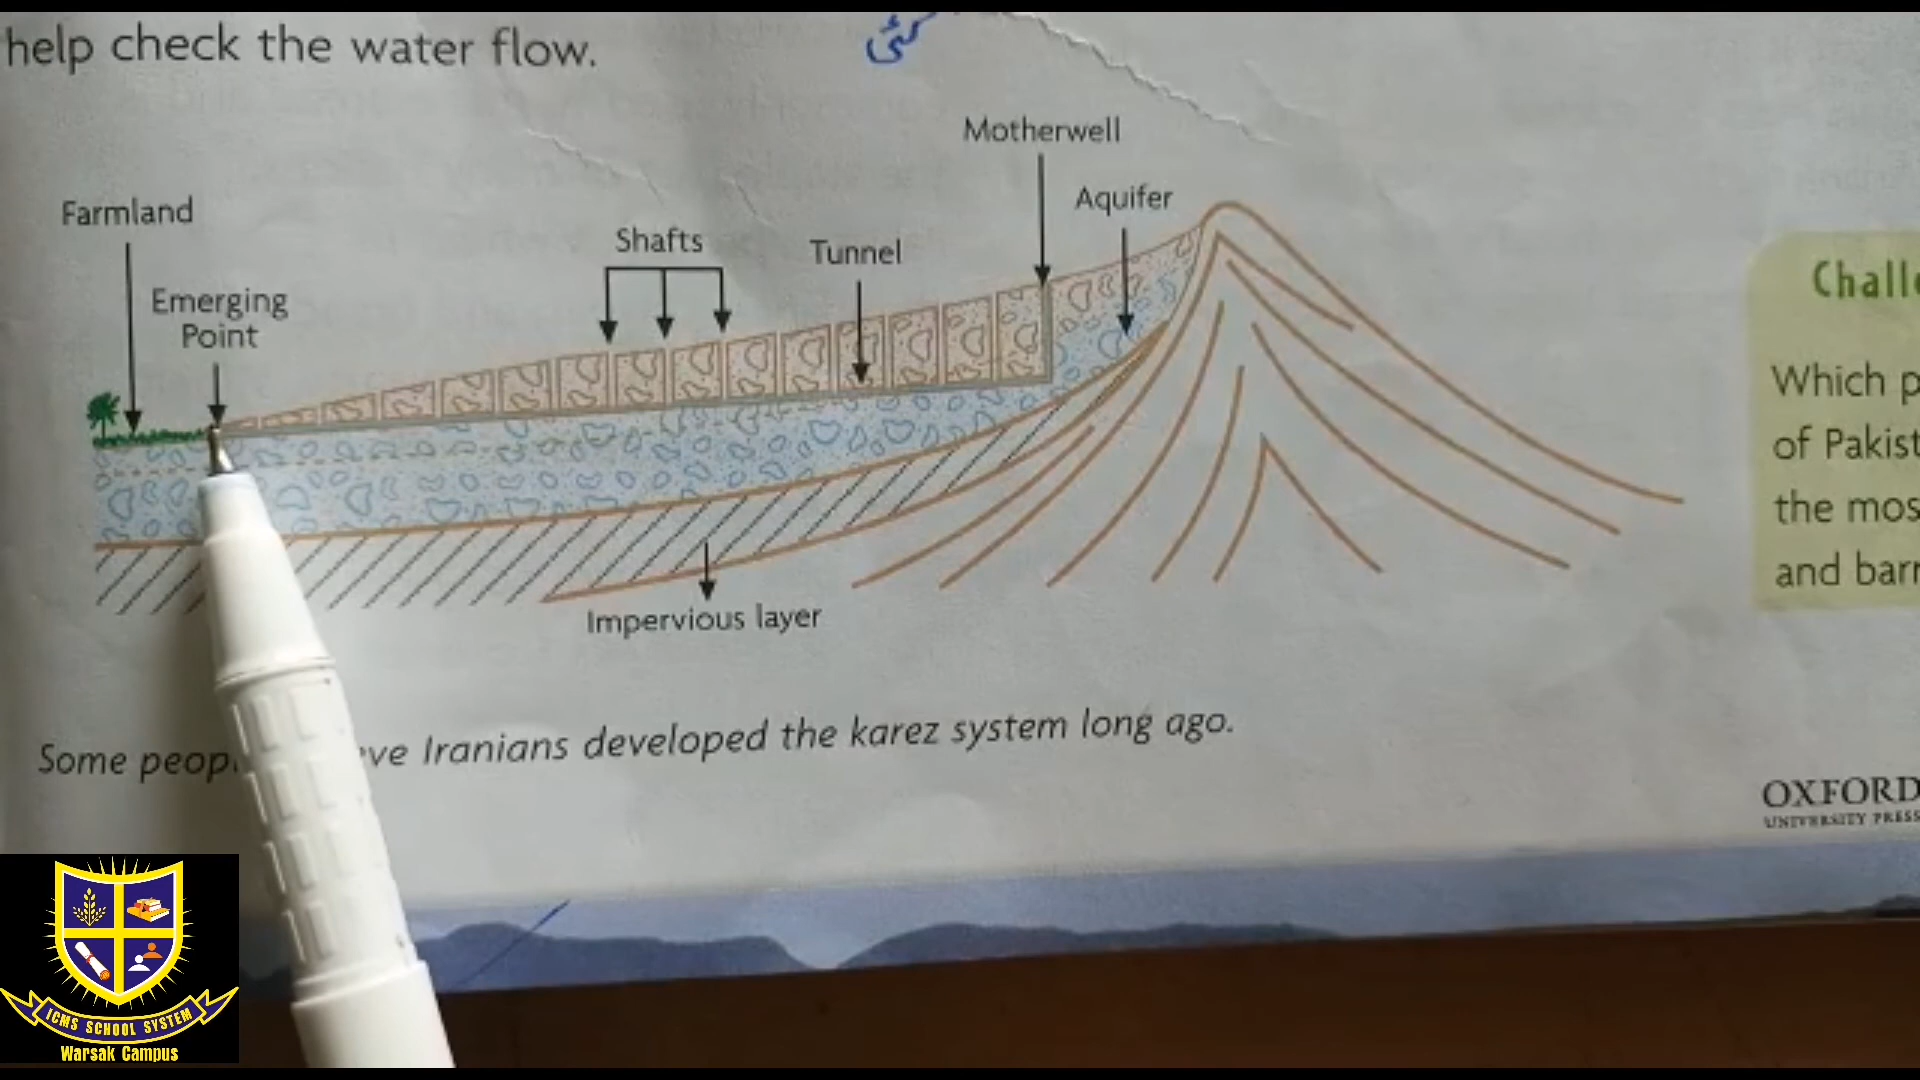 help check the water flow.
گئی
Motherwell
Farmland
Aquifer
Shafts
Tunnel
Emerging
Point
Impervious layer
Challe
Which p
of Pakist
the mos
and barr
Some peop ve Iranians developed the karez system long ago.
OXFORD
UNIVERSITY PRESS
ICMS SCHOOL SYSTEM
Warsak Campus